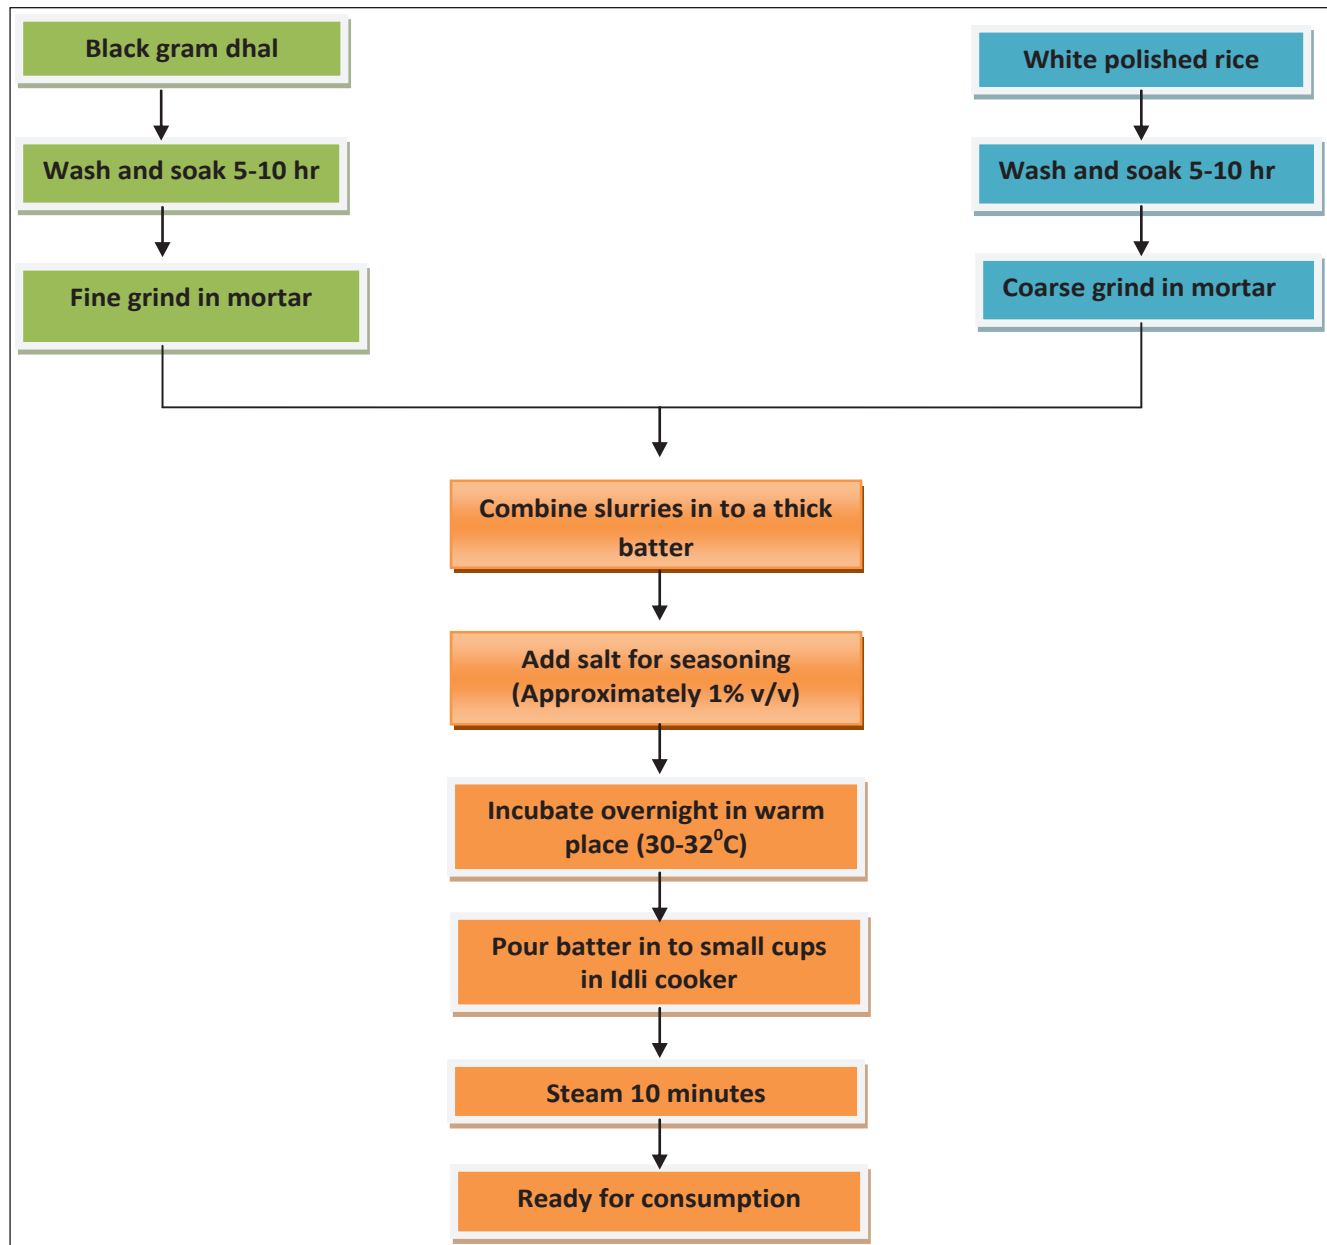 Black gram dhal
White polished rice
Wash and soak 5-10 hr
Wash and soak 5-10 hr
Fine grind in mortar
Coarse grind in mortar
Combine slurries in to a thick
batter
Add salt for seasoning
(Approximately 1% v/v)
Incubate overnight in warm
place (30-32⁰C)
Pour batter in to small cups
in Idli cooker
Steam 10 minutes
Ready for consumption